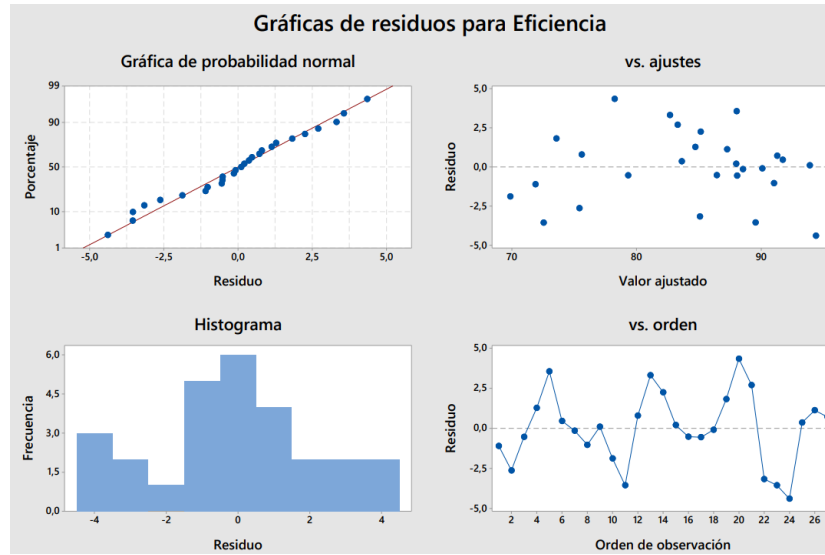 Gráficas de residuos para Eficiencia
Gráfica de probabilidad normal
Porcentaje
99
90
50
10
1
-5,0 -2,5 0,0 2,5 5,0
Residuo
vs. ajustes
Residuo
5,0
2,5
0,0
-2,5
-5,0
70 80 90
Valor ajustado
Histograma
Frecuencia
6,0
4,5
3,0
1,5
0,0
-4 -2 0 2 4
Residuo
vs. orden
Residuo
5,0
2,5
0,0
-2,5
-5,0
2 4 6 8 10 12 14 16 18 20 22 24 26
Orden de observación